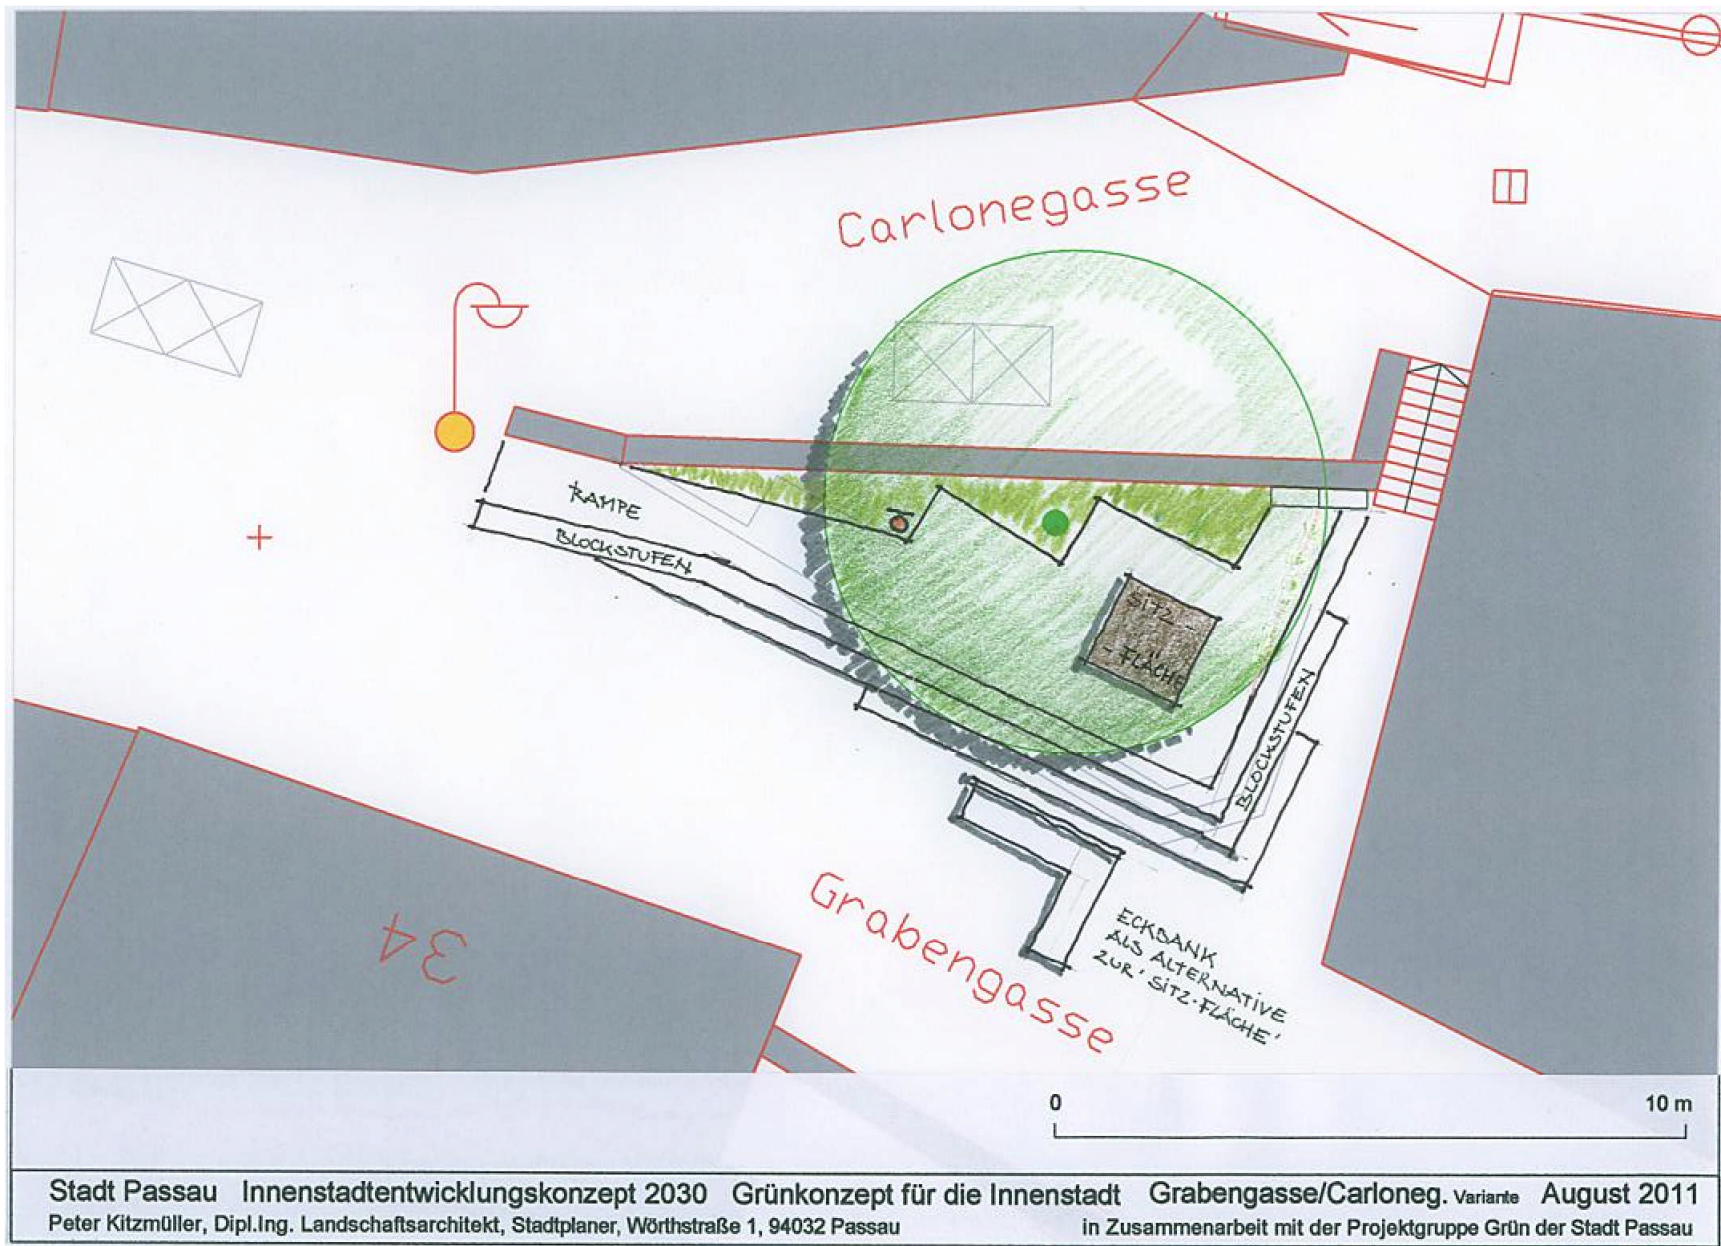 Carlonegasse
RAMPE
BLOCKSTUFEN
SITZ -
- FLÄCHE
BLOCKSTUFEN
34
Grabengasse
ECKBANK
ALS ALTERNATIVE
ZUR 'SITZ-FLÄCHE'
0 10 m
Stadt Passau Innenstadtentwicklungskonzept 2030 Grünkonzept für die Innenstadt Grabengasse/Carloneg. Variante August 2011
Peter Kitzmüller, Dipl.Ing. Landschaftsarchitekt, Stadtplaner, Wörthstraße 1, 94032 Passau in Zusammenarbeit mit der Projektgruppe Grün der Stadt Passau